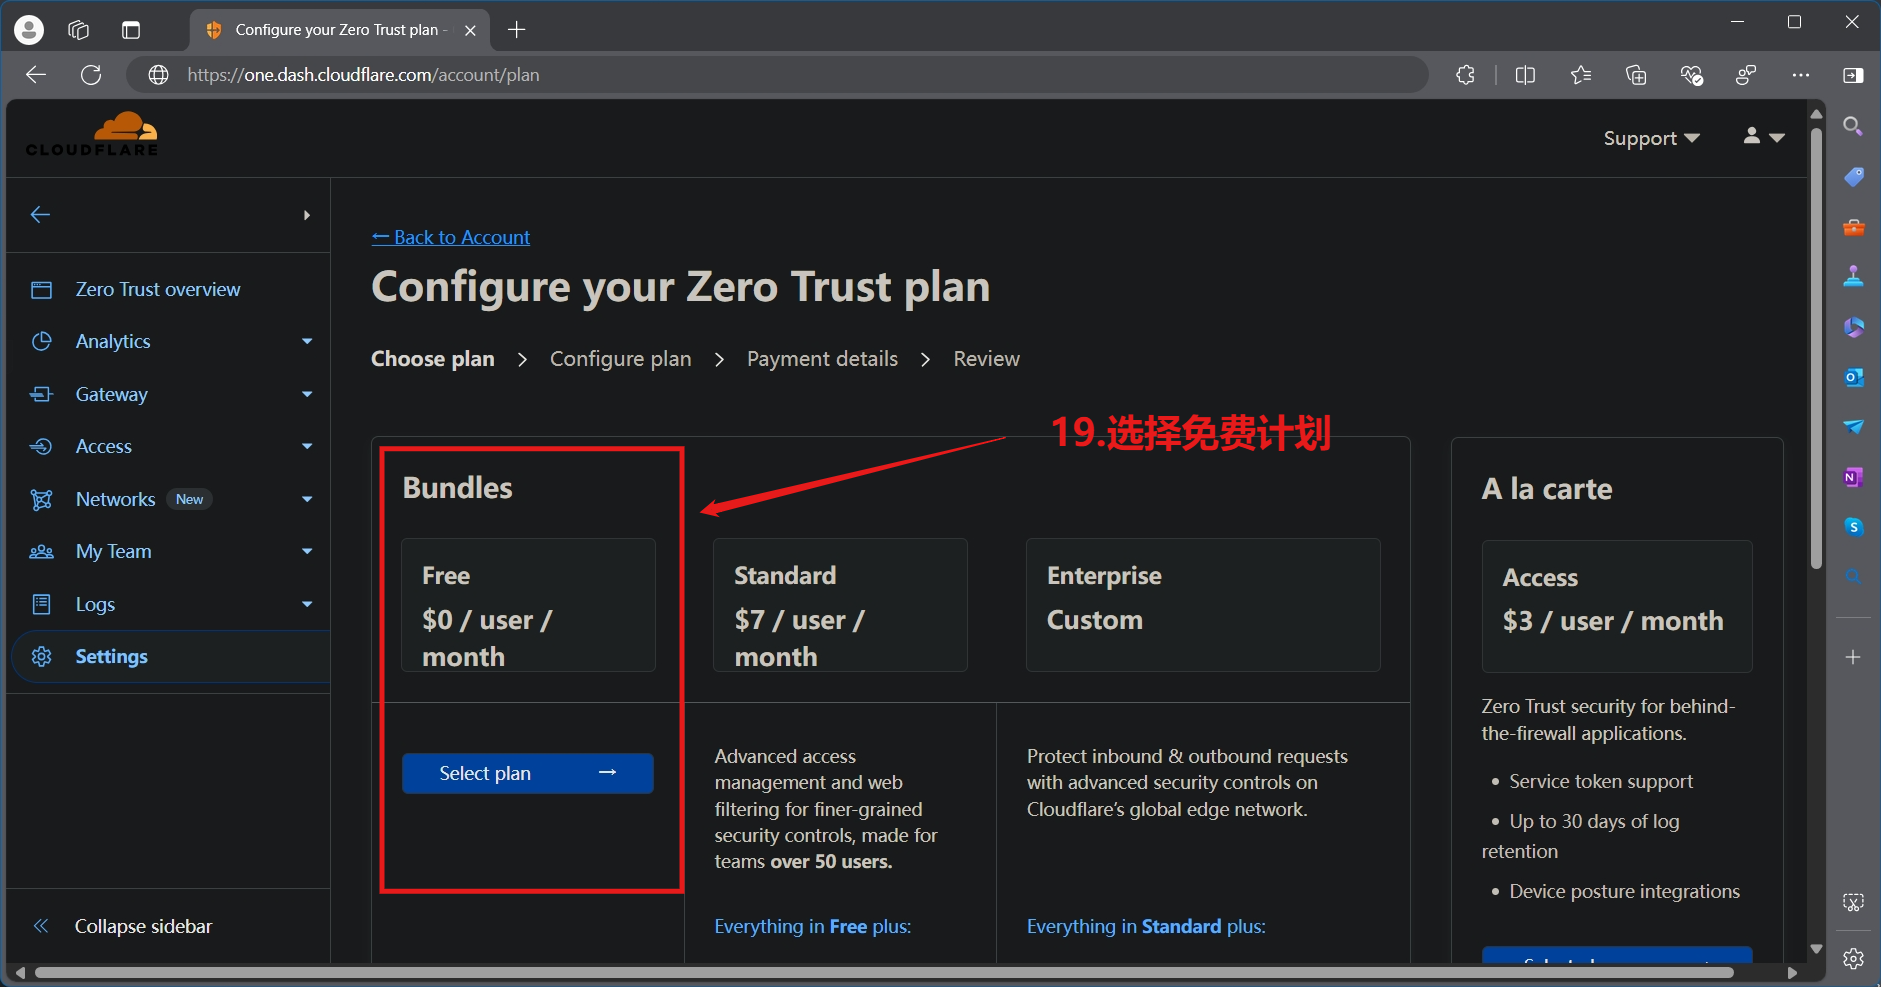 Configure your Zero Trust plan -
https://one.dash.cloudflare.com/account/plan
CLOUDFLARE
Support
← Back to Account
Configure your Zero Trust plan
Choose plan > Configure plan > Payment details > Review
Zero Trust overview
Analytics
Gateway
Access
Networks New
My Team
Logs
Settings
Collapse sidebar
19.选择免费计划
Bundles
Free
$0 / user /
month
Select plan →
Standard
$7 / user /
month
Advanced access
management and web
filtering for finer-grained
security controls, made for
teams over 50 users.
Everything in Free plus:
Enterprise
Custom
Protect inbound & outbound requests
with advanced security controls on
Cloudflare's global edge network.
Everything in Standard plus:
A la carte
Access
$3 / user / month
Zero Trust security for behind-
the-firewall applications.
• Service token support
• Up to 30 days of log
retention
• Device posture integrations